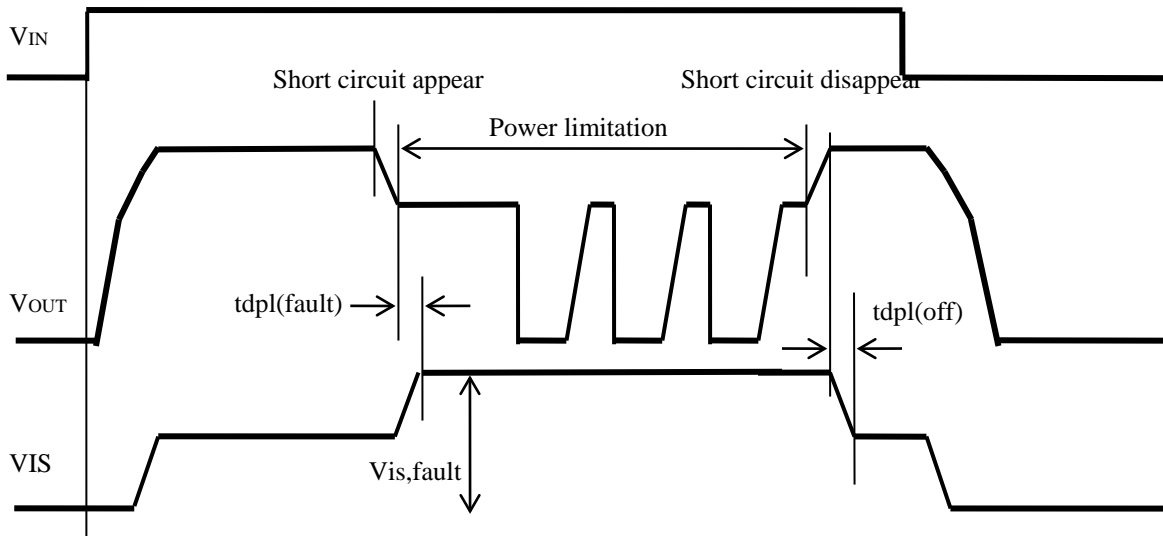 VIN
Short circuit appear
Short circuit disappear
Power limitation
VOUT
tdpl(fault)
tdpl(off)
VIS
Vis,fault